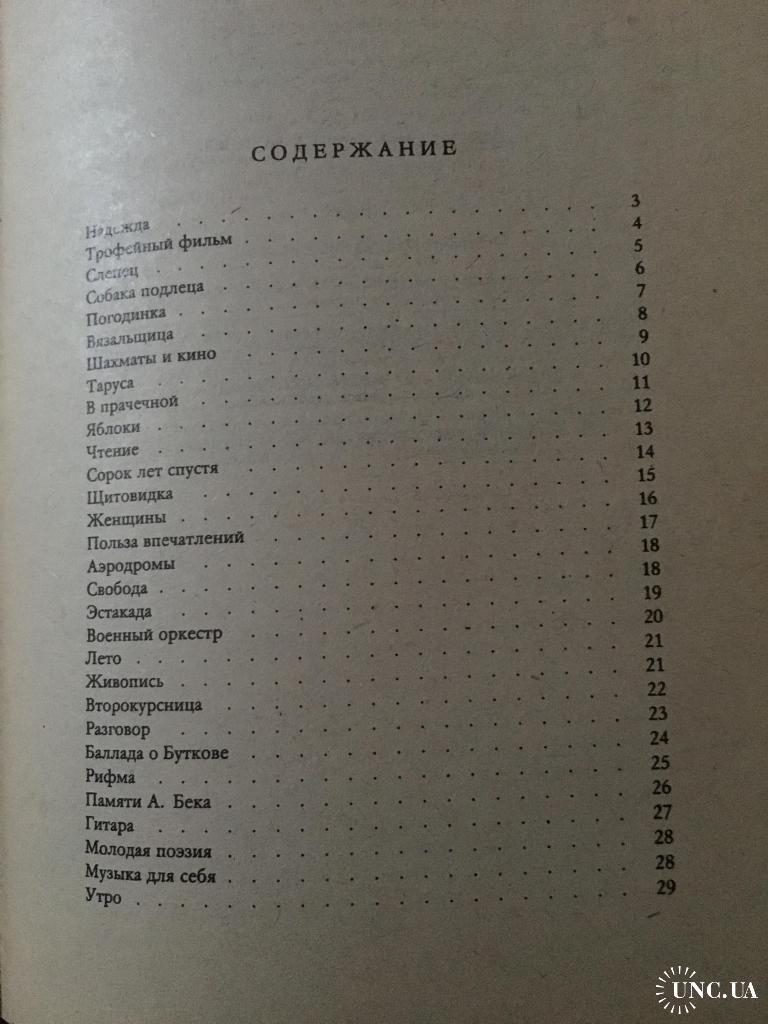 СОДЕРЖАНИЕ
Надежда . . . . . . . . . . . . . . . . . . . 3
Трофейный фильм . . . . . . . . . . . . . . . . 4
Слепец . . . . . . . . . . . . . . . . . . . . 5
Собака подлеца . . . . . . . . . . . . . . . . . 6
Погодинка . . . . . . . . . . . . . . . . . . . 7
Вязальщица . . . . . . . . . . . . . . . . . . 8
Шахматы и кино . . . . . . . . . . . . . . . . 9
Таруса . . . . . . . . . . . . . . . . . . . . 10
В прачечной . . . . . . . . . . . . . . . . . . 11
Яблоки . . . . . . . . . . . . . . . . . . . . 12
Чтение . . . . . . . . . . . . . . . . . . . . 13
Сорок лет спустя . . . . . . . . . . . . . . . . 14
Щитовидка . . . . . . . . . . . . . . . . . . 15
Женщины . . . . . . . . . . . . . . . . . . . 16
Польза впечатлений . . . . . . . . . . . . . . . 17
Аэродромы . . . . . . . . . . . . . . . . . . 18
Свобода . . . . . . . . . . . . . . . . . . . . 18
Эстакада . . . . . . . . . . . . . . . . . . . 19
Военный оркестр . . . . . . . . . . . . . . . . 20
Лето . . . . . . . . . . . . . . . . . . . . . 21
Живопись . . . . . . . . . . . . . . . . . . . 21
Второкурсница . . . . . . . . . . . . . . . . . 22
Разговор . . . . . . . . . . . . . . . . . . . 23
Баллада о Буткове . . . . . . . . . . . . . . . . 24
Рифма . . . . . . . . . . . . . . . . . . . . 25
Памяти А. Бека . . . . . . . . . . . . . . . . . 26
Гитара . . . . . . . . . . . . . . . . . . . . 27
Молодая поэзия . . . . . . . . . . . . . . . . . 28
Музыка для себя . . . . . . . . . . . . . . . . . 28
Утро . . . . . . . . . . . . . . . . . . . . . 29
UNC.UA